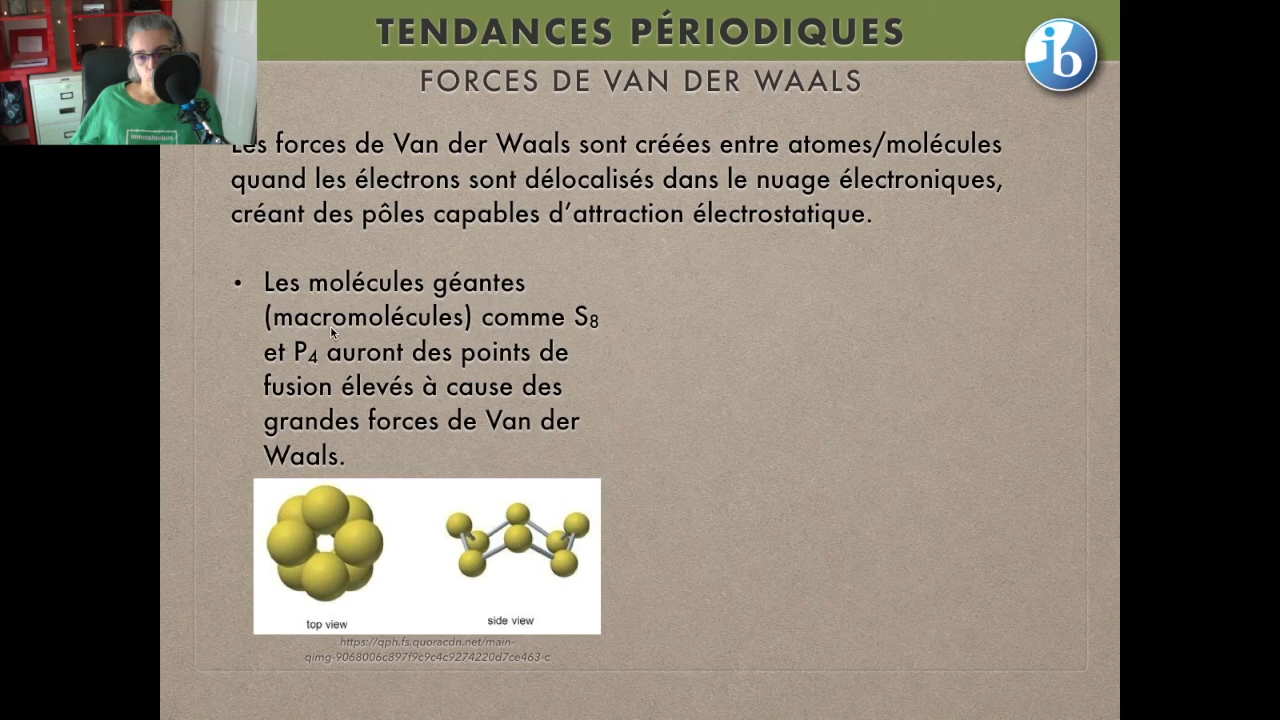 TENDANCES PÉRIODIQUES
ib
FORCES DE VAN DER WAALS
Les forces de Van der Waals sont créées entre atomes/molécules
quand les électrons sont délocalisés dans le nuage électroniques,
créant des pôles capables d’attraction électrostatique.
• Les molécules géantes
(macromolécules) comme S₈
et P₄ auront des points de
fusion élevés à cause des
grandes forces de Van der
Waals.
top view
side view
https://qph.fs.quoracdn.net/main-
qimg-9068006c897f9c9c4c9274220d7ce463-c